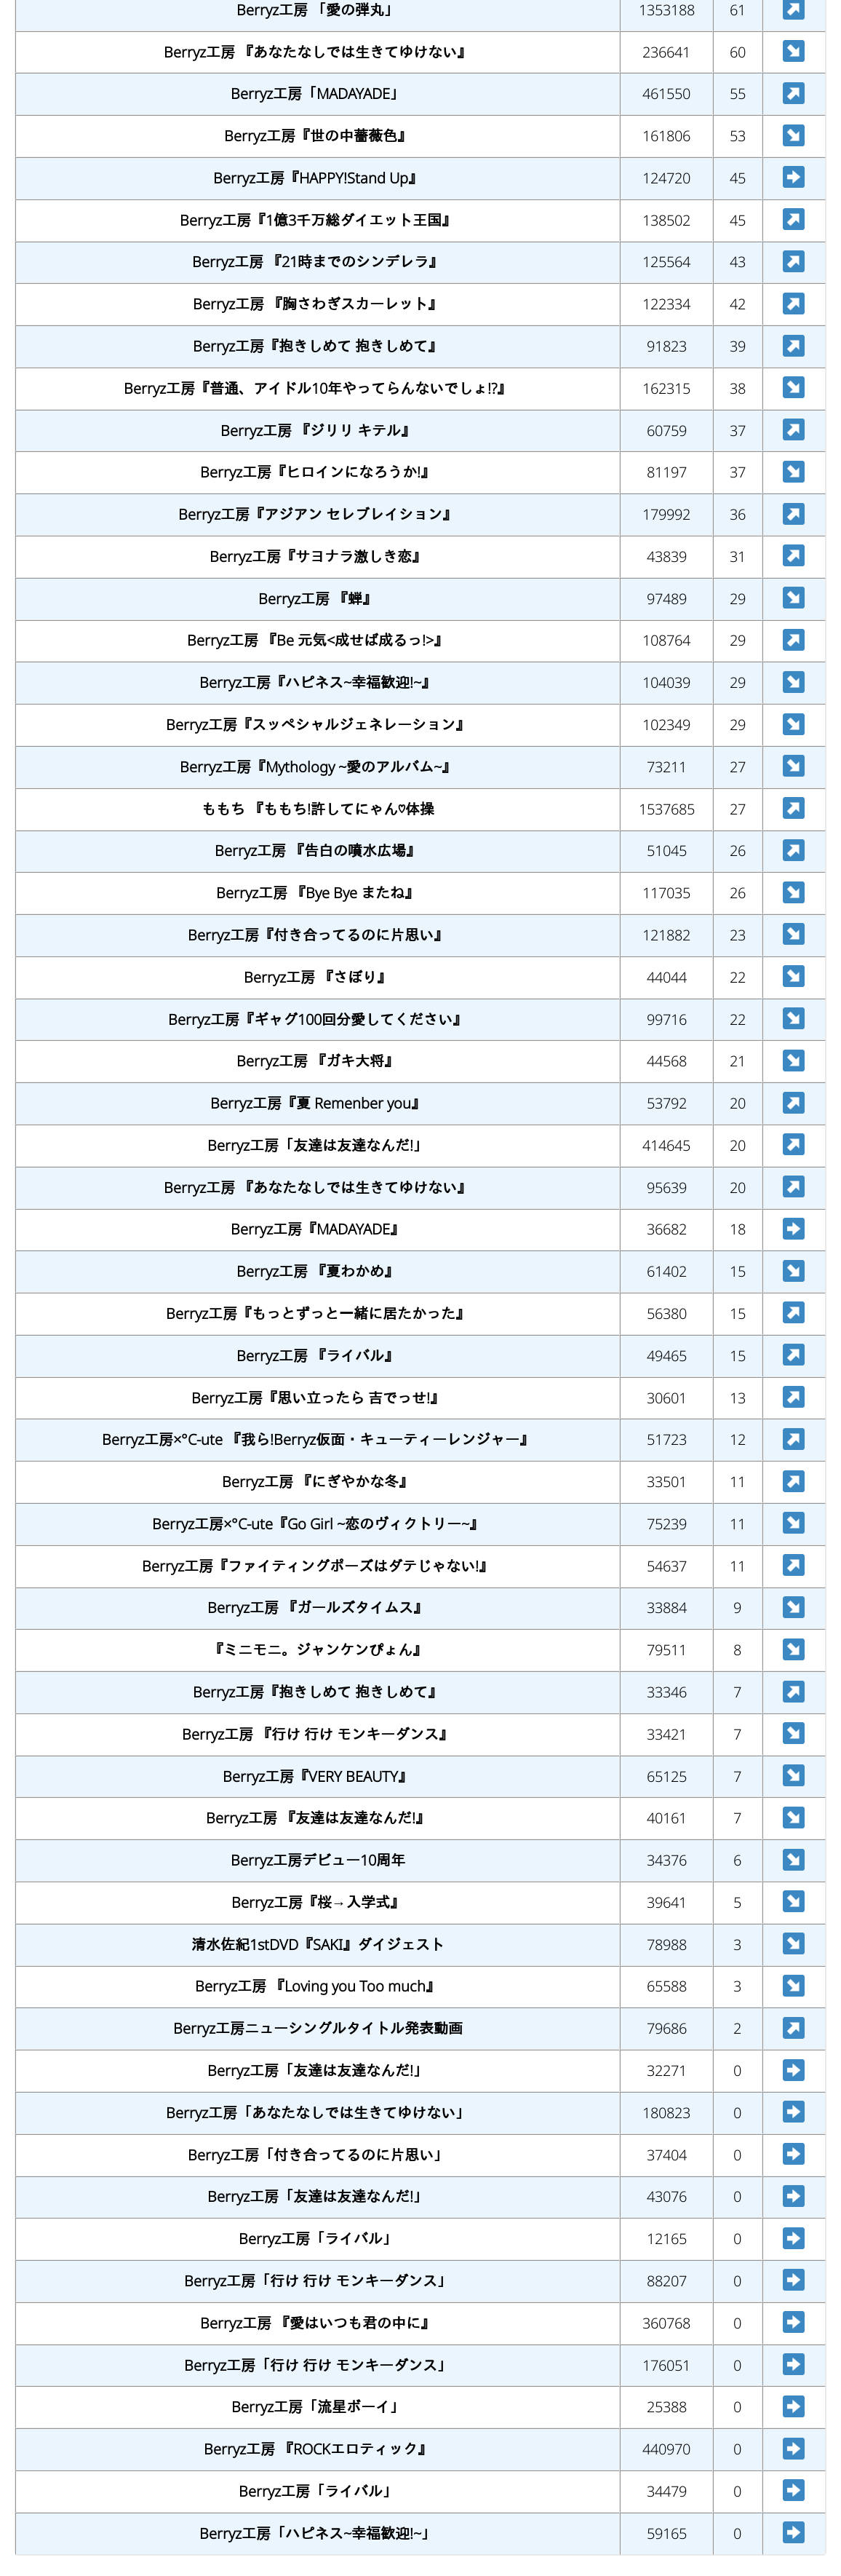 Berryz工房 「愛の弾丸」 1353188 61 ↗
Berryz工房 『あなたなしでは生きてゆけない』 236641 60 ↘
Berryz工房「MADAYADE」 461550 55 ↗
Berryz工房『世の中薔薇色』 161806 53 ↘
Berryz工房『HAPPY!Stand Up』 124720 45 ➡
Berryz工房『1億3千万総ダイエット王国』 138502 45 ↗
Berryz工房 『21時までのシンデレラ』 125564 43 ↗
Berryz工房 『胸さわぎスカーレット』 122334 42 ↗
Berryz工房『抱きしめて 抱きしめて』 91823 39 ↗
Berryz工房『普通、アイドル10年やってらんないでしょ!?』 162315 38 ↘
Berryz工房 『ジリリ キテル』 60759 37 ↗
Berryz工房『ヒロインになろうか!』 81197 37 ↘
Berryz工房『アジアン セレブレイション』 179992 36 ↗
Berryz工房『サヨナラ激しき恋』 43839 31 ↗
Berryz工房 『蝉』 97489 29 ↘
Berryz工房 『Be 元気<成せば成るっ!>』 108764 29 ↗
Berryz工房『ハピネス~幸福歓迎!~』 104039 29 ↘
Berryz工房『スッペシャルジェネレーション』 102349 29 ↘
Berryz工房『Mythology ~愛のアルバム~』 73211 27 ↘
ももち 『ももち!許してにゃん♡体操 1537685 27 ↗
Berryz工房 『告白の噴水広場』 51045 26 ↗
Berryz工房 『Bye Bye またね』 117035 26 ↘
Berryz工房『付き合ってるのに片思い』 121882 23 ↘
Berryz工房 『さぼり』 44044 22 ↘
Berryz工房『ギャグ100回分愛してください』 99716 22 ↘
Berryz工房 『ガキ大将』 44568 21 ↘
Berryz工房『夏 Remenber you』 53792 20 ↗
Berryz工房「友達は友達なんだ!」 414645 20 ↗
Berryz工房 『あなたなしでは生きてゆけない』 95639 20 ↗
Berryz工房『MADAYADE』 36682 18 ➡
Berryz工房 『夏わかめ』 61402 15 ↘
Berryz工房『もっとずっと一緒に居たかった』 56380 15 ↗
Berryz工房 『ライバル』 49465 15 ↗
Berryz工房『思い立ったら 吉でっせ!』 30601 13 ↗
Berryz工房×°C-ute 『我ら!Berryz仮面・キューティーレンジャー』 51723 12 ↗
Berryz工房 『にぎやかな冬』 33501 11 ↗
Berryz工房×°C-ute『Go Girl ~恋のヴィクトリー~』 75239 11 ↘
Berryz工房『ファイティングポーズはダテじゃない!』 54637 11 ↗
Berryz工房 『ガールズタイムス』 33884 9 ↘
『ミニモニ。ジャンケンぴょん』 79511 8 ↘
Berryz工房『抱きしめて 抱きしめて』 33346 7 ↗
Berryz工房 『行け 行け モンキーダンス』 33421 7 ↘
Berryz工房『VERY BEAUTY』 65125 7 ↘
Berryz工房 『友達は友達なんだ!』 40161 7 ↘
Berryz工房デビュー10周年 34376 6 ↘
Berryz工房『桜→入学式』 39641 5 ↘
清水佐紀1stDVD『SAKI』ダイジェスト 78988 3 ↘
Berryz工房 『Loving you Too much』 65588 3 ↘
Berryz工房ニューシングルタイトル発表動画 79686 2 ↗
Berryz工房「友達は友達なんだ!」 32271 0 ➡
Berryz工房「あなたなしでは生きてゆけない」 180823 0 ➡
Berryz工房「付き合ってるのに片思い」 37404 0 ➡
Berryz工房「友達は友達なんだ!」 43076 0 ➡
Berryz工房「ライバル」 12165 0 ➡
Berryz工房「行け 行け モンキーダンス」 88207 0 ➡
Berryz工房 『愛はいつも君の中に』 360768 0 ➡
Berryz工房「行け 行け モンキーダンス」 176051 0 ➡
Berryz工房「流星ボーイ」 25388 0 ➡
Berryz工房 『ROCKエロティック』 440970 0 ➡
Berryz工房「ライバル」 34479 0 ➡
Berryz工房「ハピネス~幸福歓迎!~」 59165 0 ➡